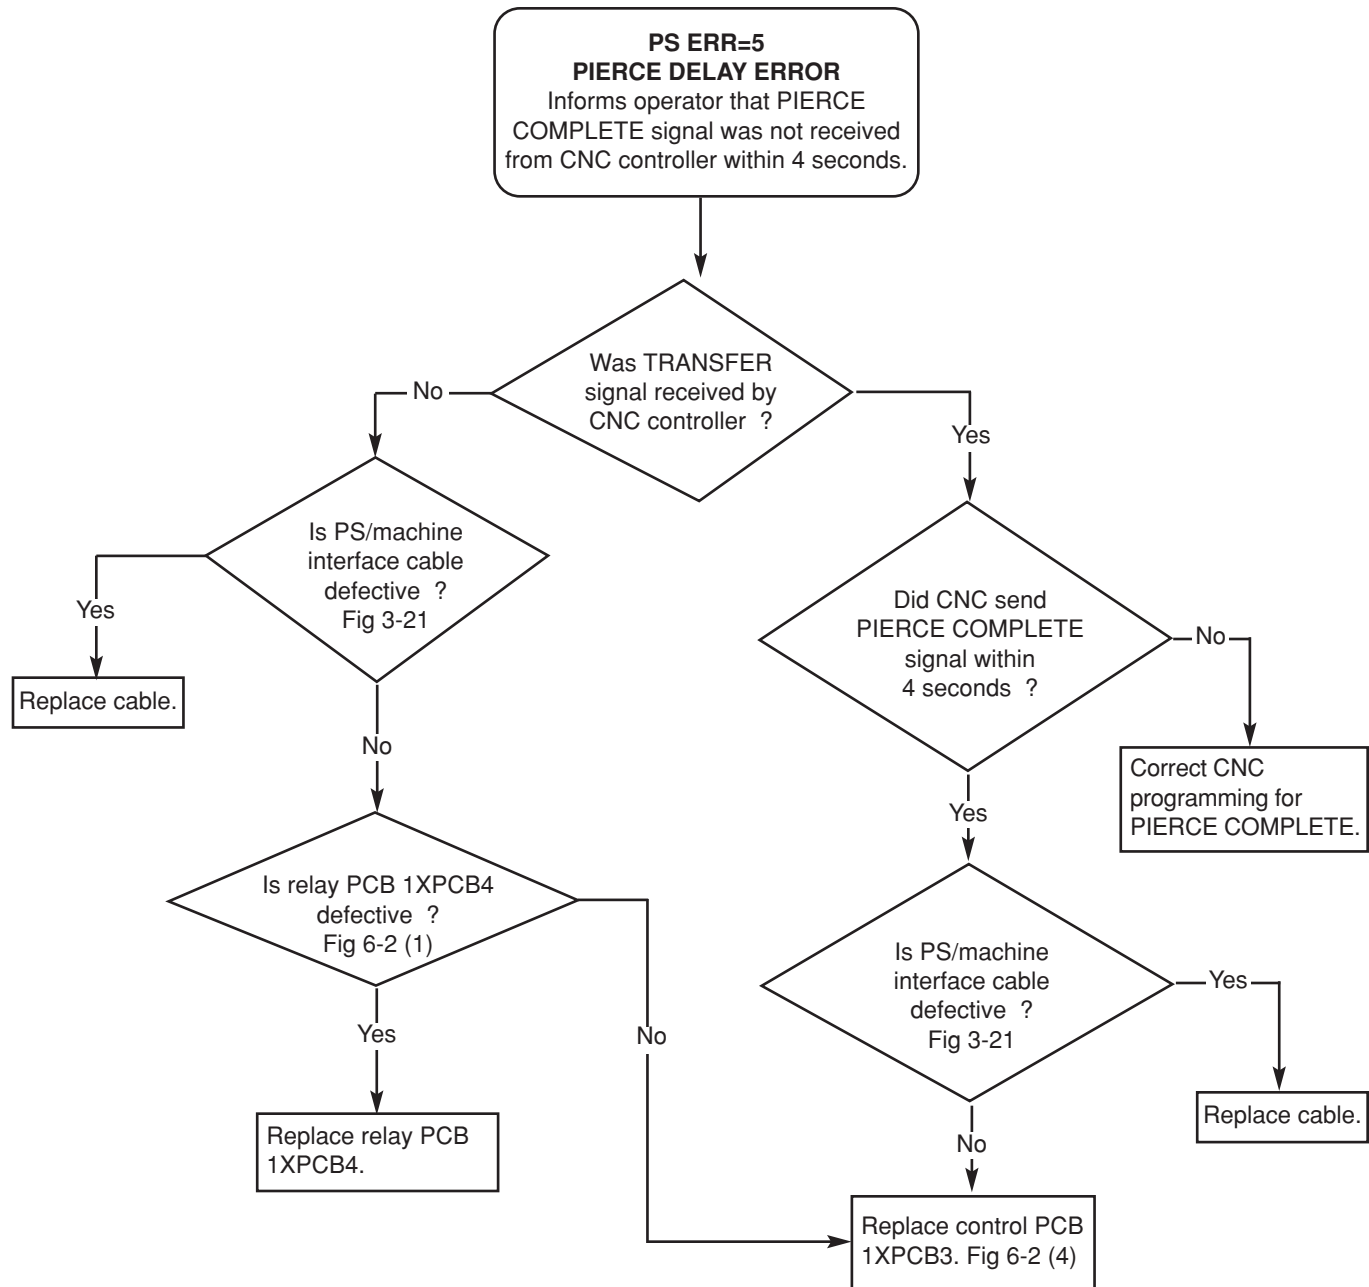 PS ERR=5
PIERCE DELAY ERROR
Informs operator that PIERCE
COMPLETE signal was not received
from CNC controller within 4 seconds.
Was TRANSFER
signal received by
CNC controller ?
No
Yes
Is PS/machine
interface cable
defective ?
Fig 3-21
Yes
Replace cable.
No
Did CNC send
PIERCE COMPLETE
signal within
4 seconds ?
No
Correct CNC
programming for
PIERCE COMPLETE.
Yes
Is relay PCB 1XPCB4
defective ?
Fig 6-2 (1)
Yes
No
Replace relay PCB
1XPCB4.
Is PS/machine
interface cable
defective ?
Fig 3-21
Yes
Replace cable.
No
Replace control PCB
1XPCB3. Fig 6-2 (4)